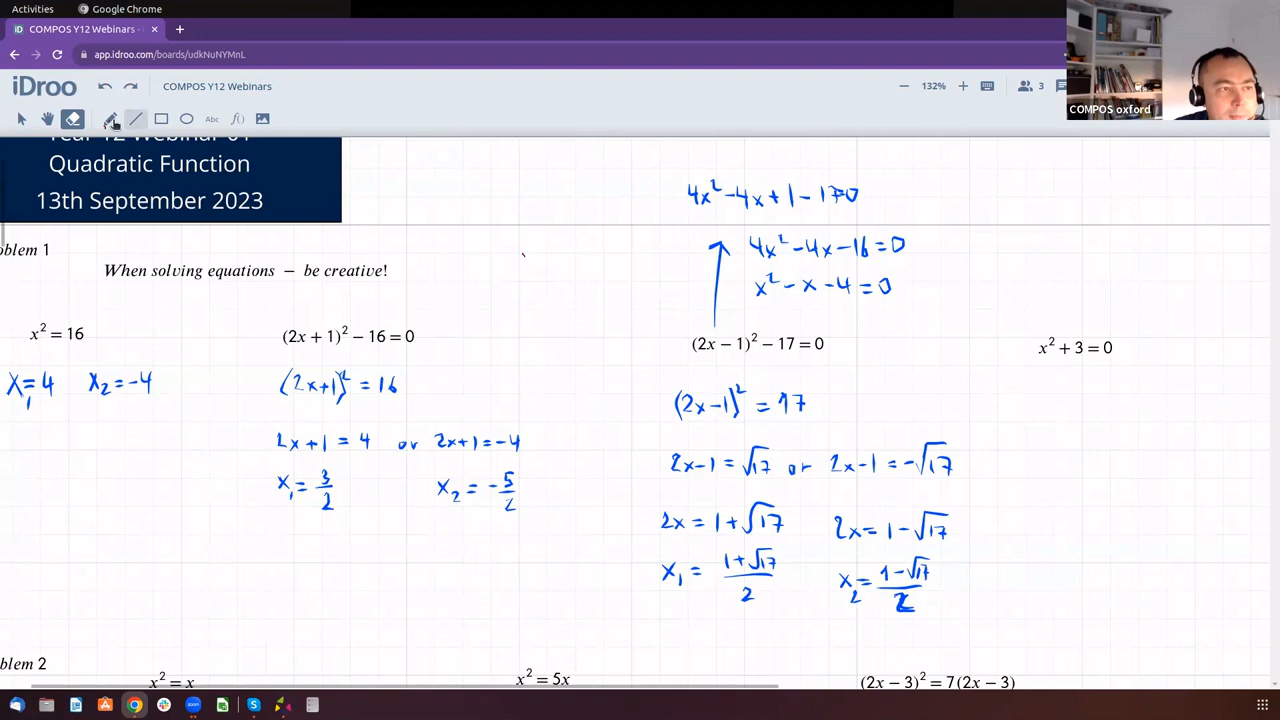 Activities
Google Chrome
COMPOS Y12 Webinars
app.idroo.com/boards/udkNuNYMnL
iDroo
COMPOS Y12 Webinars
132%
3
COMPOS oxford
Abc
f()
Year 12 Webinar 01
Quadratic Function
13th September 2023
4x² - 4x + 1 - 17 = 0
4x² - 4x - 16 = 0
x² - x - 4 = 0
oblem 1
When solving equations − be creative!
x² = 16
(2x + 1)² − 16 = 0
(2x − 1)² − 17 = 0
x² + 3 = 0
x₁ = 4 x₂ = -4
(2x+1)² = 16
2x+1 = 4 or 2x+1 = -4
x₁ = 3/2 x₂ = -5/2
(2x-1)² = 17
2x-1 = √17 or 2x-1 = -√17
2x = 1+√17 2x = 1-√17
x₁ = (1+√17)/2 x₂ = (1-√17)/2
blem 2
x² = x
x² = 5x
(2x − 3)² = 7(2x − 3)